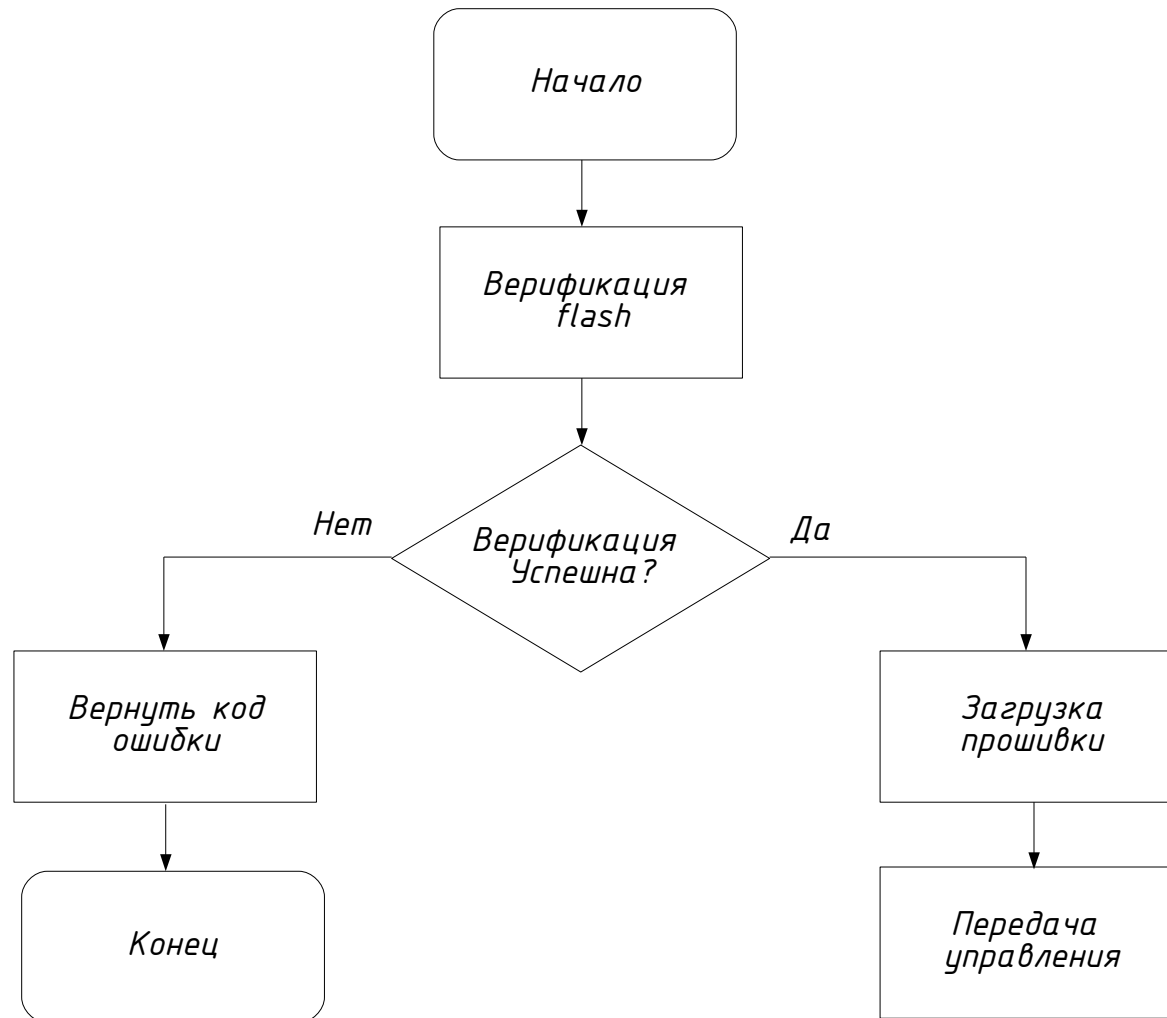 Начало
Верификация
flash
Нет
Верификация
Успешна?
Да
Вернуть код
ошибки
Загрузка
прошивки
Конец
Передача
управления